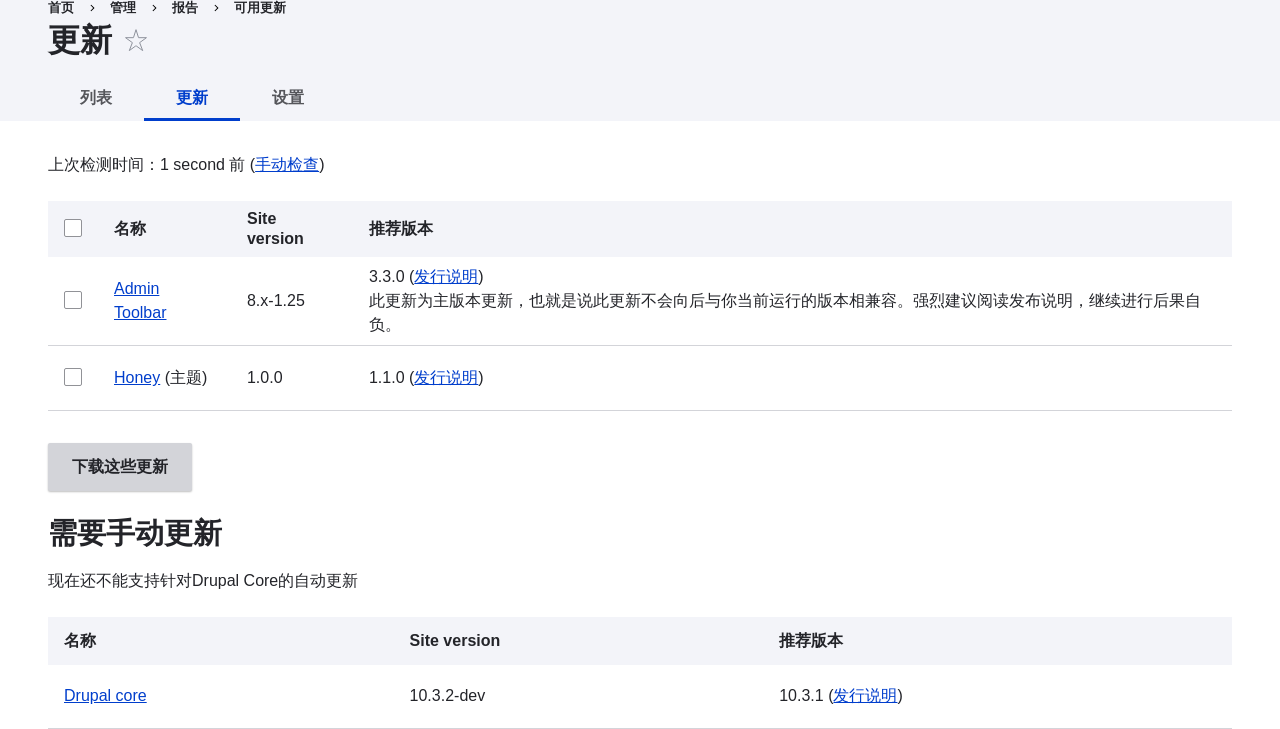 首页 › 管理 › 报告 › 可用更新
更新 ☆
列表 更新 设置
上次检测时间：1 second 前 (手动检查)
名称 Site version 推荐版本
Admin Toolbar 8.x-1.25 3.3.0 (发行说明)
此更新为主版本更新，也就是说此更新不会向后与你当前运行的版本相兼容。强烈建议阅读发布说明，继续进行后果自
负。
Honey (主题) 1.0.0 1.1.0 (发行说明)
下载这些更新
需要手动更新
现在还不能支持针对Drupal Core的自动更新
名称 Site version 推荐版本
Drupal core 10.3.2-dev 10.3.1 (发行说明)